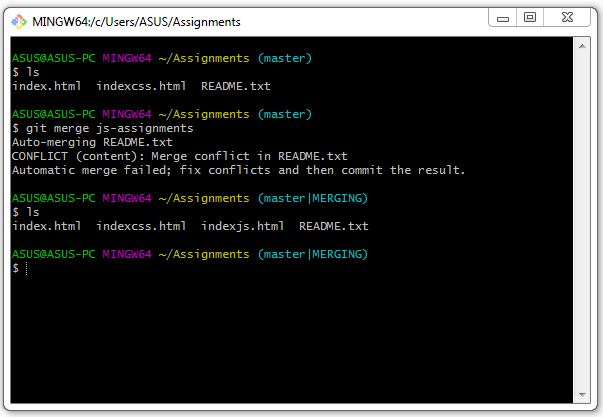 MINGW64:/c/Users/ASUS/Assignments
ASUS@ASUS-PC MINGW64 ~/Assignments (master)
$ ls
index.html  indexcss.html  README.txt
ASUS@ASUS-PC MINGW64 ~/Assignments (master)
$ git merge js-assignments
Auto-merging README.txt
CONFLICT (content): Merge conflict in README.txt
Automatic merge failed; fix conflicts and then commit the result.
ASUS@ASUS-PC MINGW64 ~/Assignments (master|MERGING)
$ ls
index.html  indexcss.html  indexjs.html  README.txt
ASUS@ASUS-PC MINGW64 ~/Assignments (master|MERGING)
$